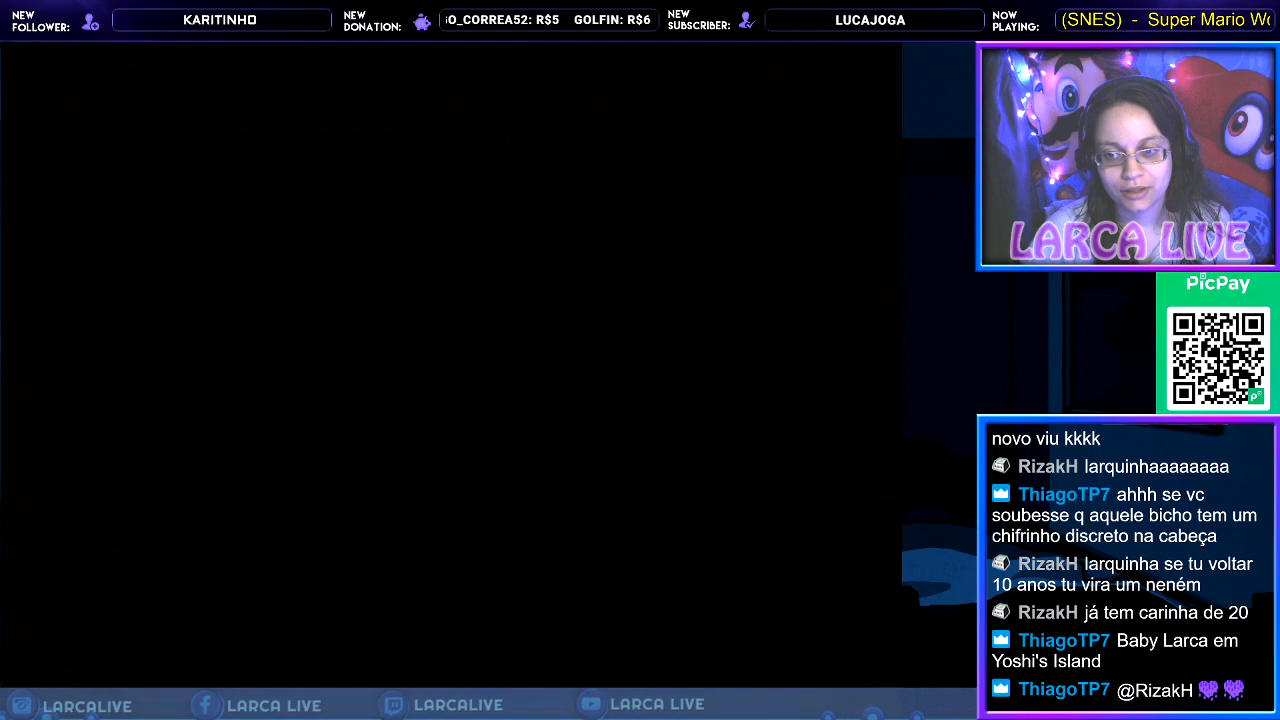 NEW FOLLOWER: KARITINHO NEW DONATION: O_CORREA52: R$5 GOLFIN: R$6 NEW SUBSCRIBER: LUCAJOGA NOW PLAYING: (SNES) - Super Mario Wo
LARCA LIVE
PicPay
novo viu kkkk
RizakH larquinhaaaaaaaa
ThiagoTP7 ahhh se vc
soubesse q aquele bicho tem um
chifrinho discreto na cabeça
RizakH larquinha se tu voltar
10 anos tu vira um neném
RizakH já tem carinha de 20
ThiagoTP7 Baby Larca em
Yoshi's Island
ThiagoTP7 @RizakH
LARCALIVE LARCA LIVE LARCALIVE LARCA LIVE